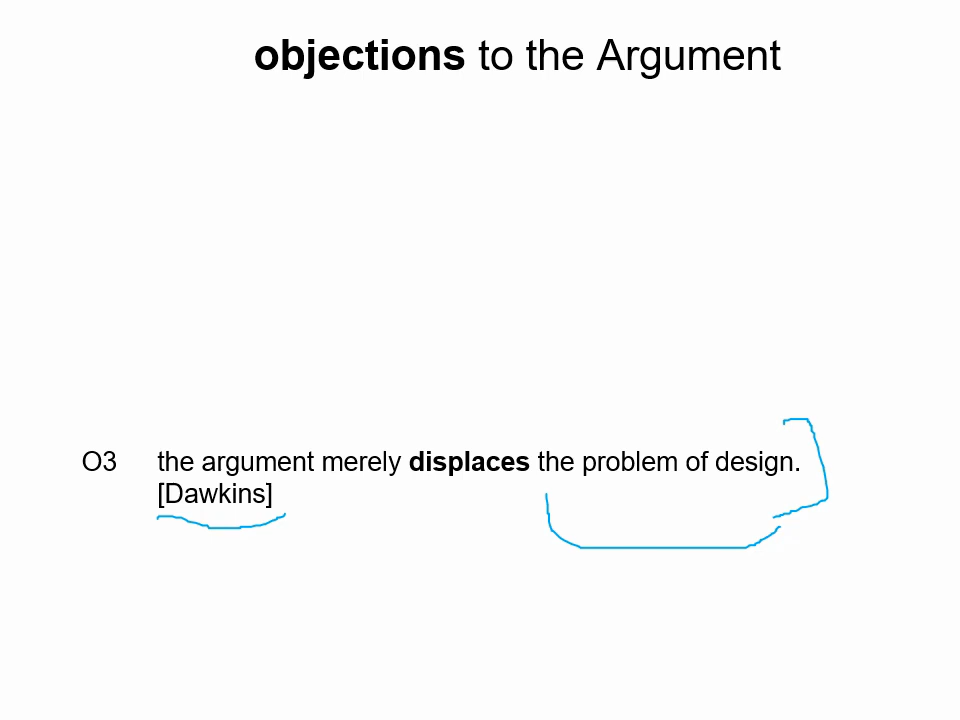 objections to the Argument
O3 the argument merely displaces the problem of design.
[Dawkins]